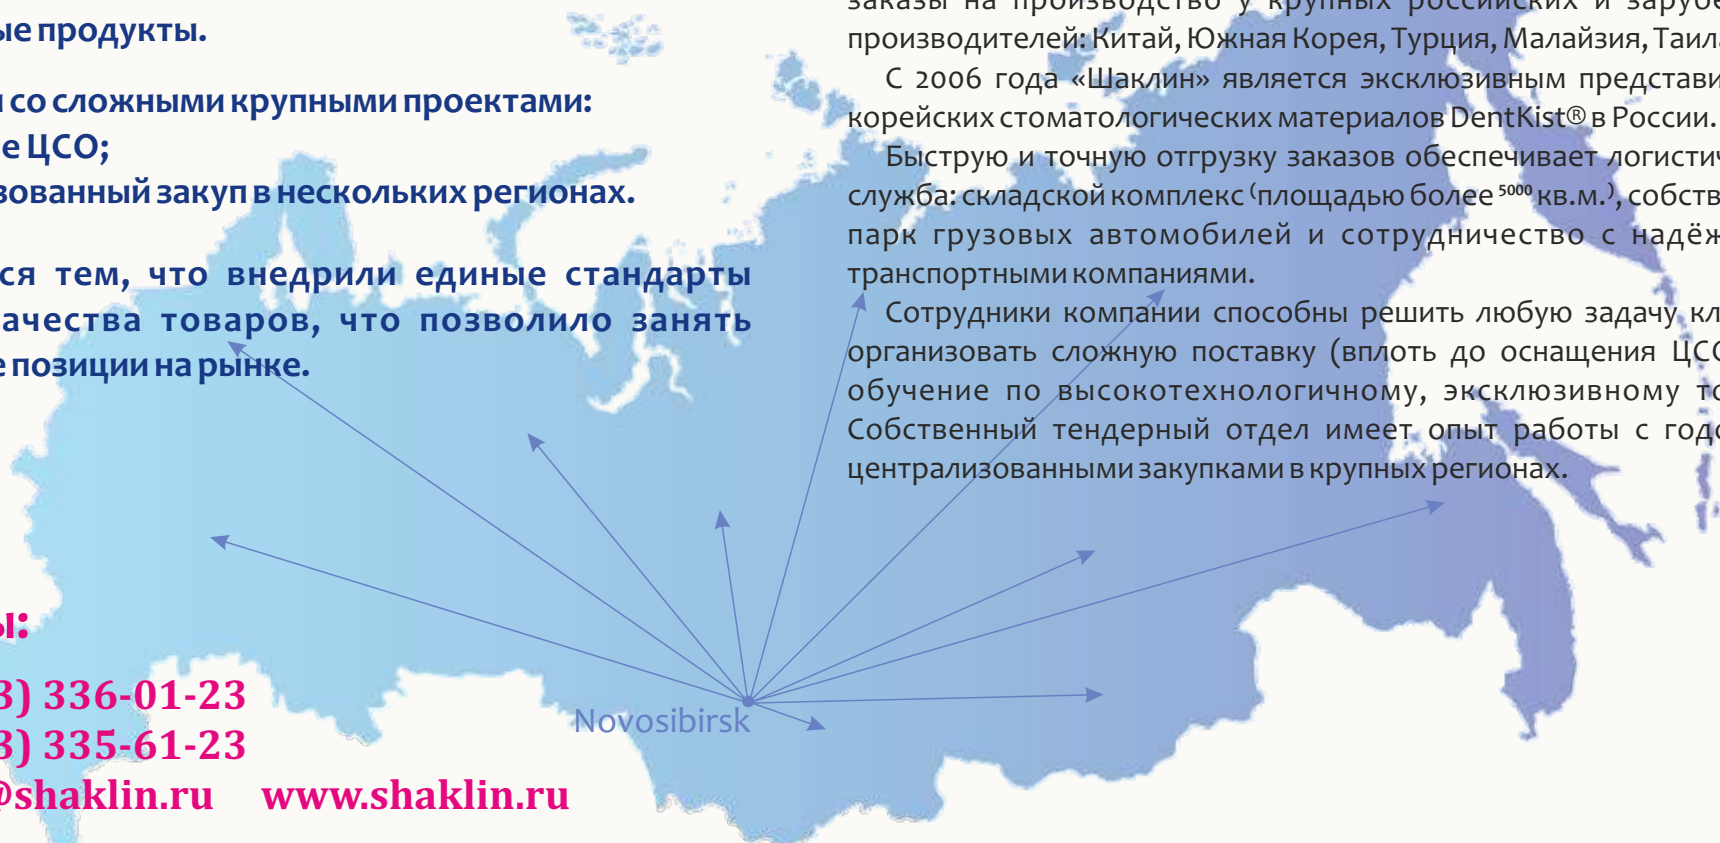 ые продукты.
со сложными крупными проектами:
е ЦСО;
зованный закуп в нескольких регионах.
ся тем, что внедрили единые стандарты
ачества товаров, что позволило занять
е позиции на рынке.
ы:
3) 336-01-23
3) 335-61-23
@shaklin.ru www.shaklin.ru
заказы на производство у крупных российских и зарубе
производителей: Китай, Южная Корея, Турция, Малайзия, Таила
С 2006 года «Шаклин» является эксклюзивным представи
корейских стоматологических материалов DentKist® в России.
Быструю и точную отгрузку заказов обеспечивает логистич
служба: складской комплекс (площадью более 5000 кв.м.), собств
парк грузовых автомобилей и сотрудничество с надёж
транспортными компаниями.
Сотрудники компании способны решить любую задачу кл
организовать сложную поставку (вплоть до оснащения ЦСО
обучение по высокотехнологичному, эксклюзивному то
Собственный тендерный отдел имеет опыт работы с годо
централизованными закупками в крупных регионах.
Novosibirsk